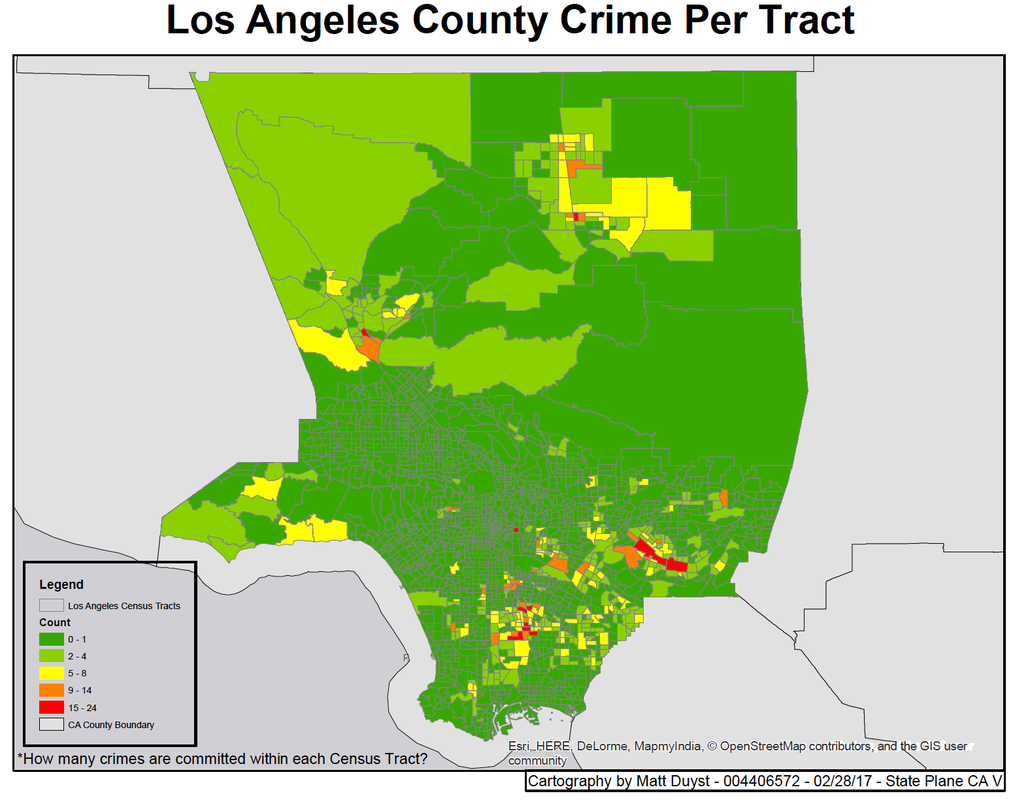 Los Angeles County Crime Per Tract
Legend
Los Angeles Census Tracts
Count
0 - 1
2 - 4
5 - 8
9 - 14
15 - 24
CA County Boundary
*How many crimes are committed within each Census Tract?
Esri, HERE, DeLorme, MapmyIndia, © OpenStreetMap contributors, and the GIS user
community
Cartography by Matt Duyst - 004406572 - 02/28/17 - State Plane CA V